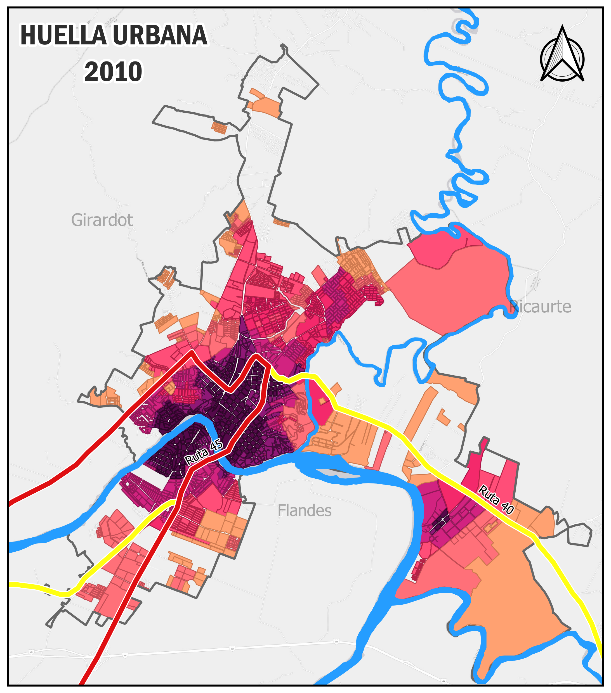 HUELLA URBANA
2010
Girardot
Ricaurte
Ruta 45
Ruta 40
Flandes